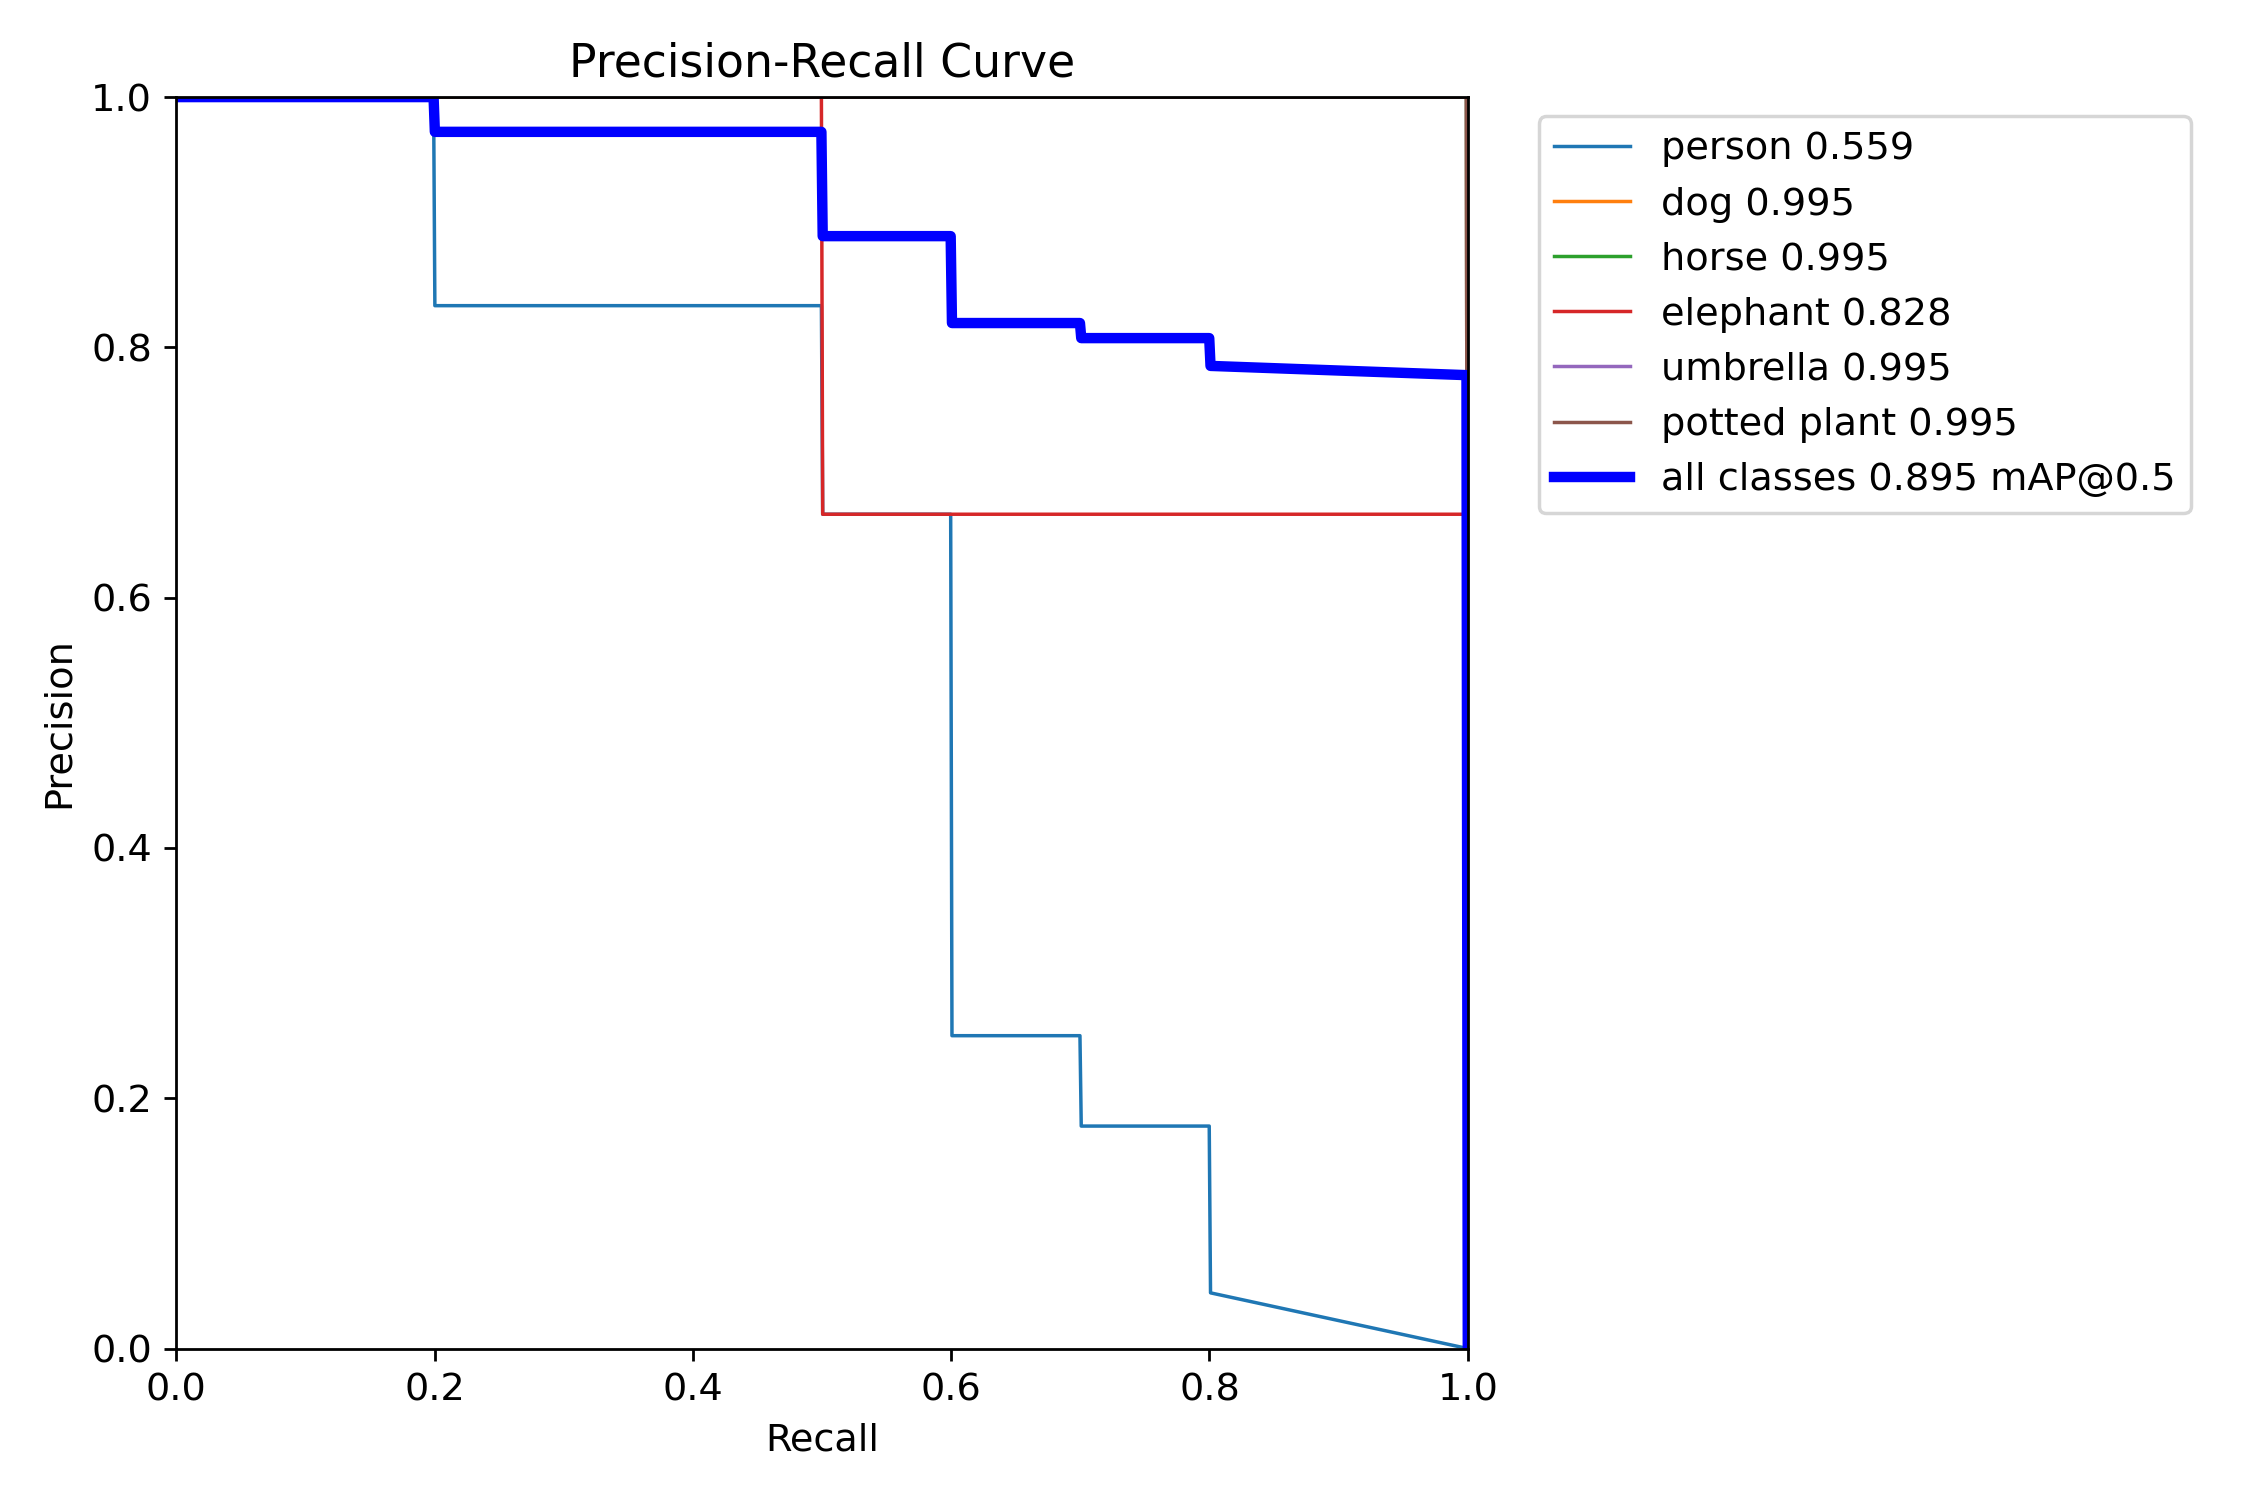 Precision-Recall Curve
1.0
0.8
0.6
0.4
0.2
0.0
Precision
0.0 0.2 0.4 0.6 0.8 1.0
Recall
person 0.559
dog 0.995
horse 0.995
elephant 0.828
umbrella 0.995
potted plant 0.995
all classes 0.895 mAP@0.5